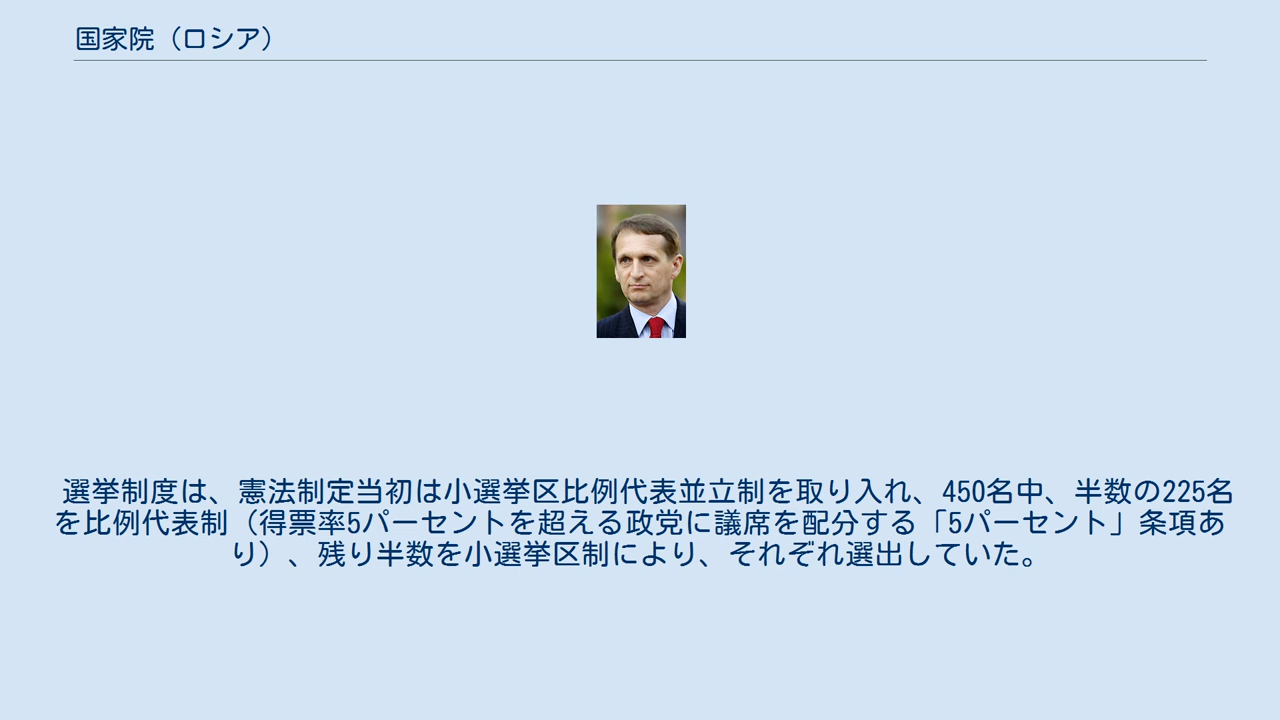 国家院（ロシア）
選挙制度は、憲法制定当初は小選挙区比例代表並立制を取り入れ、450名中、半数の225名
を比例代表制（得票率5パーセントを超える政党に議席を配分する「5パーセント」条項あ
り）、残り半数を小選挙区制により、それぞれ選出していた。